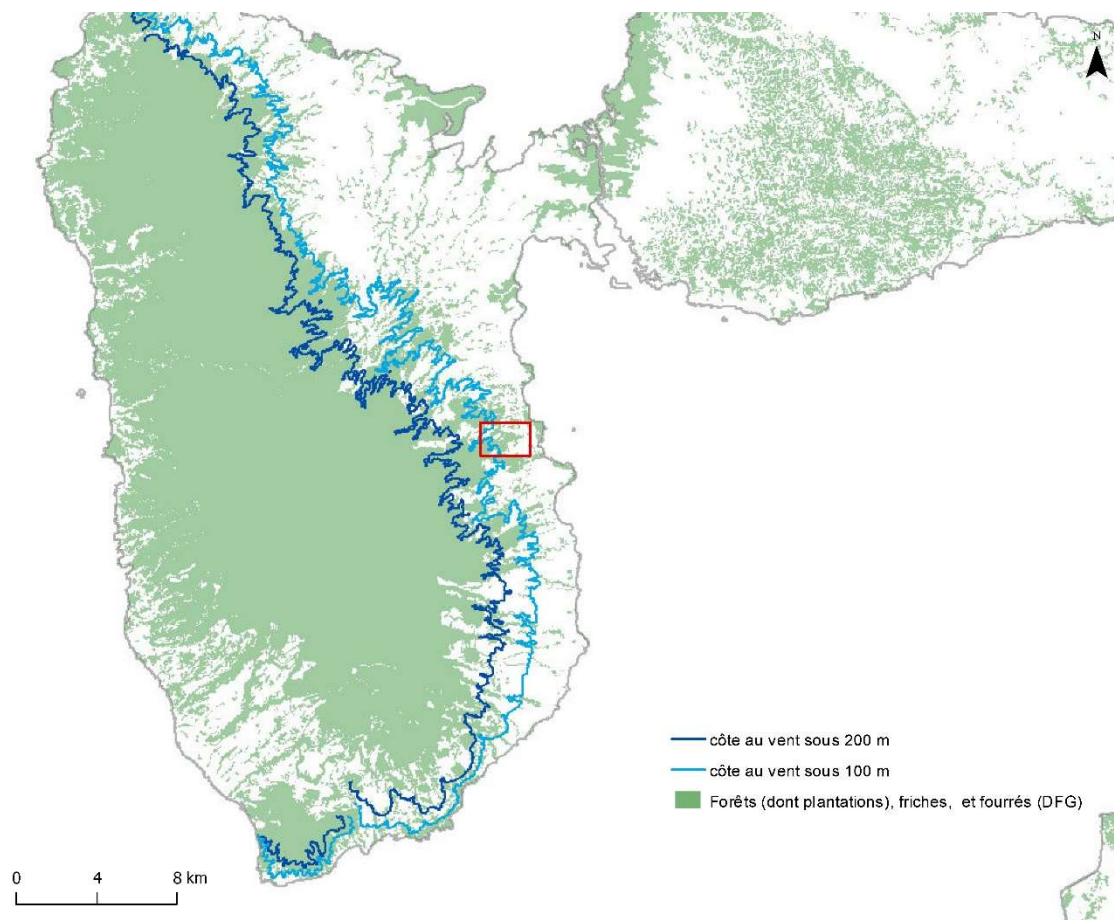 N
côte au vent sous 200 m
côte au vent sous 100 m
Forêts (dont plantations), friches, et fourrés (DFG)
0 4 8 km